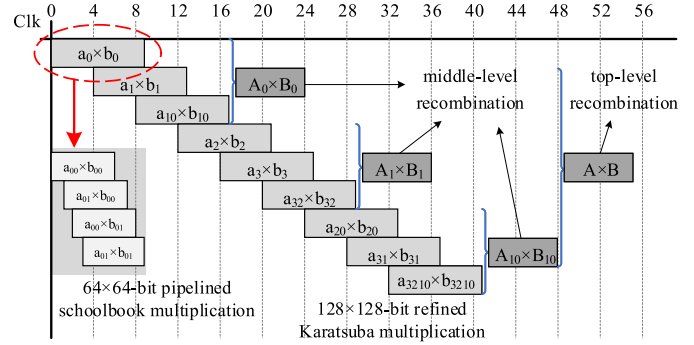 Clk 0 4 8 12 16 20 24 28 32 36 40 44 48 52 56
a₀×b₀
a₁×b₁
a₁₀×b₁₀
A₀×B₀
middle-level
recombination
top-level
recombination
a₂×b₂
a₃×b₃
a₃₂×b₃₂
A₁×B₁
A×B
a₂₀×b₂₀
a₃₁×b₃₁
a₃₂₁₀×b₃₂₁₀
A₁₀×B₁₀
a₀₀×b₀₀
a₀₁×b₀₀
a₀₀×b₀₁
a₀₁×b₀₁
64×64-bit pipelined
schoolbook multiplication
128×128-bit refined
Karatsuba multiplication